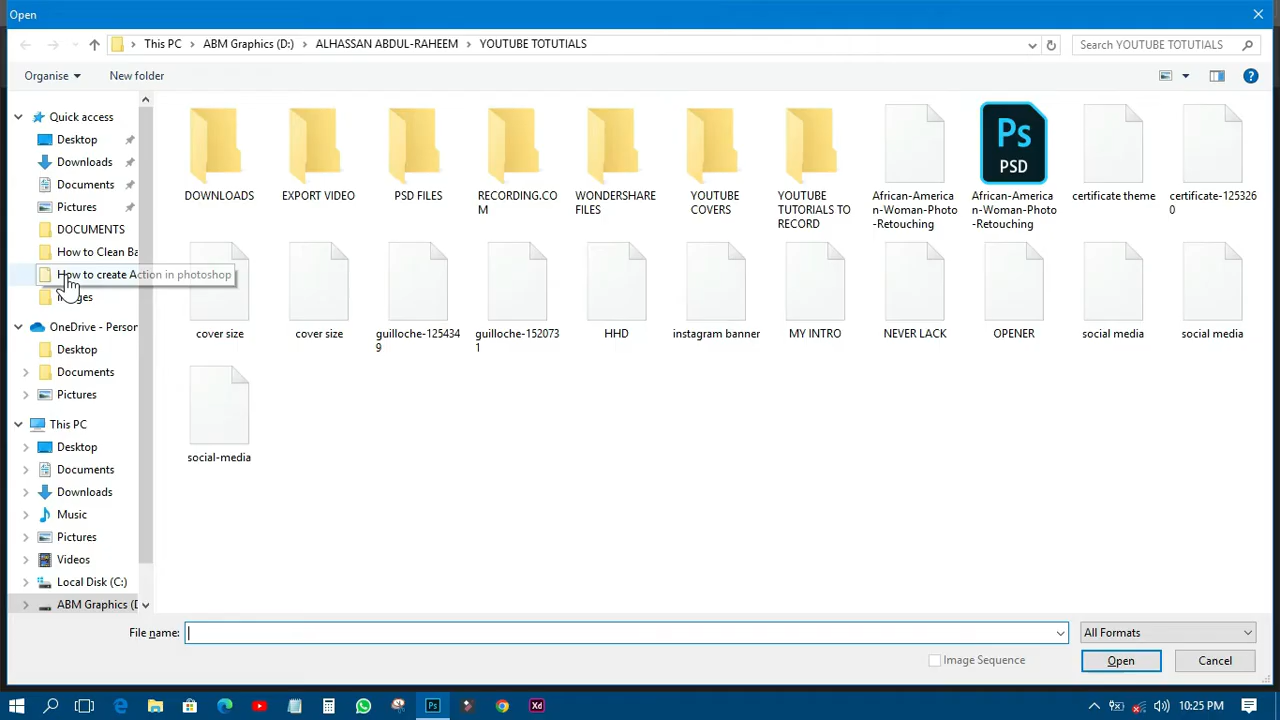 Open
This PC
ABM Graphics (D:)
ALHASSAN ABDUL-RAHEEM
YOUTUBE TOTUTIALS
Search YOUTUBE TOTUTIALS
Organise
New folder
Quick access
Desktop
Downloads
Documents
Pictures
DOCUMENTS
How to Clean Ba
How to create Action in photoshop
OneDrive - Person
Desktop
Documents
Pictures
This PC
Desktop
Documents
Downloads
Music
Pictures
Videos
Local Disk (C:)
ABM Graphics (D
DOWNLOADS
EXPORT VIDEO
PSD FILES
RECORDING.CO
M
WONDERSHARE
FILES
YOUTUBE
COVERS
YOUTUBE
TUTORIALS TO
RECORD
African-America
n-Woman-Photo
-Retouching
Ps
PSD
African-America
n-Woman-Photo
-Retouching
certificate theme
certificate-125326
0
cover size
cover size
guilloche-125434
9
guilloche-152073
1
HHD
instagram banner
MY INTRO
NEVER LACK
OPENER
social media
social media
social-media
File name:
All Formats
Image Sequence
Open
Cancel
Ps
Xd
10:25 PM